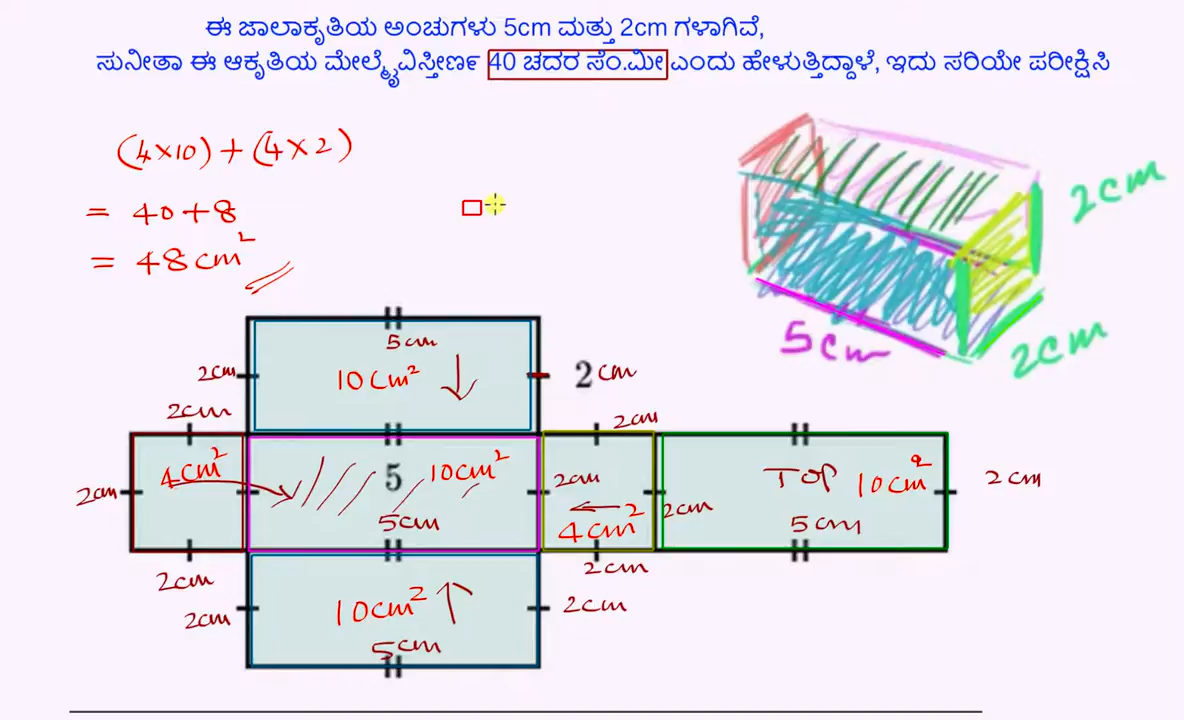 ಈ ಜಾಲಾಕೃತಿಯ ಅಂಚುಗಳು 5cm ಮತ್ತು 2cm ಗಳಾಗಿವೆ,
ಸುನೀತಾ ಈ ಆಕೃತಿಯ ಮೇಲ್ಮೈವಿಸ್ತೀರ್ಣ 40 ಚದರ ಸೆಂ.ಮೀ ಎಂದು ಹೇಳುತ್ತಿದ್ದಾಳೆ, ಇದು ಸರಿಯೇ ಪರೀಕ್ಷಿಸಿ
(4×10)+(4×2)
= 40+8
= 48cm²
2cm
5cm
2cm
5cm
2cm 10cm² 2cm
2cm 2cm
4cm² 5 10cm² 2cm TOP 10cm² 2cm
2cm 5cm 4cm² 2cm 5cm
2cm 2cm
2cm 10cm² 2cm
5cm